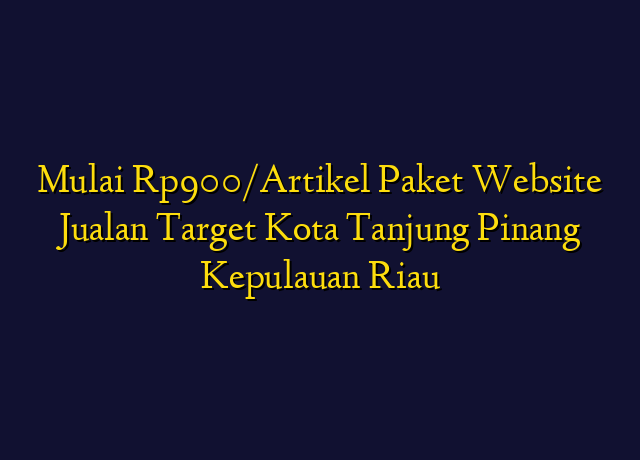 Mulai Rp900/Artikel Paket Website
Jualan Target Kota Tanjung Pinang
Kepulauan Riau